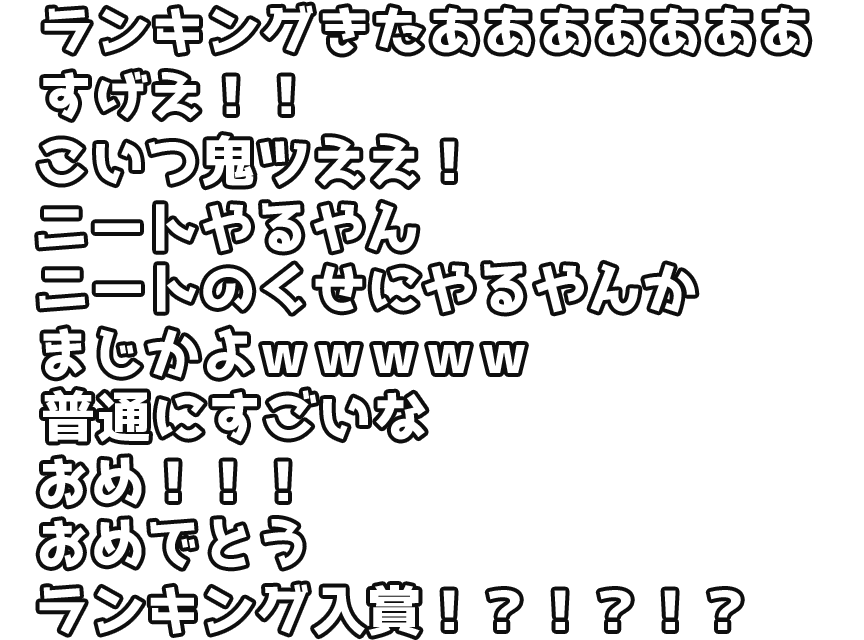 ランキングきたあああああああ
すげえ！！
こいつ鬼ツええ！
ニートやるやん
ニートのくせにやるやんか
まじかよｗｗｗｗｗ
普通にすごいな
おめ！！！
おめでとう
ランキング入賞！？！？！？